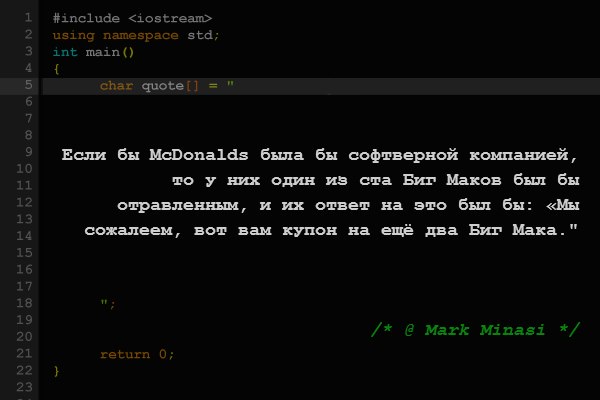 1 #include <iostream>
2 using namespace std;
3 int main()
4 {
5 char quote[] = "
6
7
8
9 Если бы McDonalds была бы софтверной компанией,
10 то у них один из ста Биг Маков был бы
11
12 отравленным, и их ответ на это был бы: «Мы
13
14 сожалеем, вот вам купон на ещё два Биг Мака."
15
16
17
18 ";
19
20 /* @ Mark Minasi */
21 return 0;
22 }
23